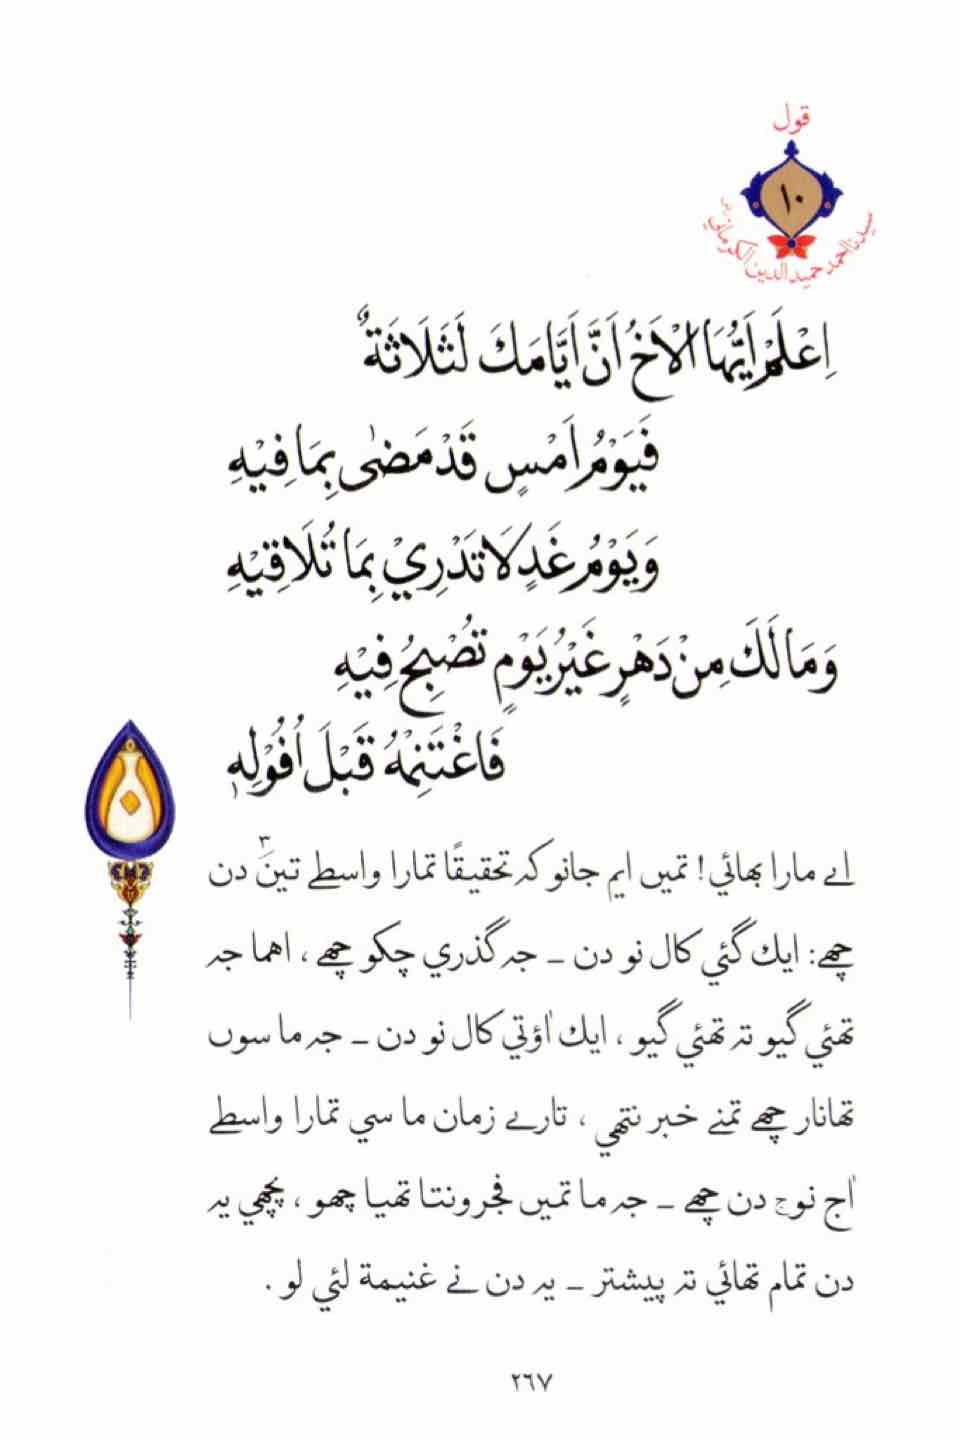 قول
١٠
سيدنا احمد حميد الدين الكرماني
اِعْلَمْ اَيُّهَا الْاَخُ اَنَّ اَيَّامَكَ لَثَلَاثَةٌ
فَيَوْمُ اَمْسٍ قَدْ مَضٰى بِمَا فِيْهِ
وَيَوْمُ غَدٍ لَا تَدْرِيْ بِمَا تُلَاقِيْهِ
وَمَا لَكَ مِنْ دَهْرٍ غَيْرُ يَوْمٍ تُصْبِحُ فِيْهِ
فَاغْتَنِمْهُ قَبْلَ اُفُوْلِهٖ
اے مارا بھائي! تميں ايم جانو كہ تحقيقًا تمارا واسطے تين٣ دن
چھے: ايك گئي كال نو دن ـ جہ گذري چكو چھے ، اهما جہ
تھئي گيو تہ تھئي گيو ، ايك اٰؤتي كال نو دن ـ جہ ما سوں
تھانار چھے تمنے خبر نتھي ، تارے زمان ما سي تمارا واسطے
اٰج نوج دن چھے ـ جہ ما تميں فجر ونتا تھيا چھو ، پچھي يہ
دن تمام تھائي تہ پيشتر ـ يہ دن نے غنيمة لئي لو .
٢٦٧